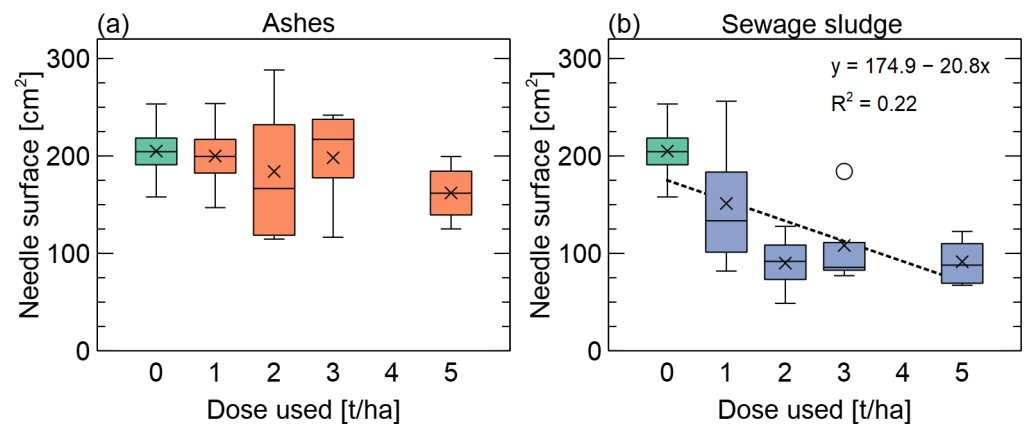 (a)
Ashes
300
200
100
0
Needle surface [cm²]
0 1 2 3 4 5
Dose used [t/ha]
(b)
Sewage sludge
y = 174.9 − 20.8x
R² = 0.22
300
200
100
0
Needle surface [cm²]
0 1 2 3 4 5
Dose used [t/ha]